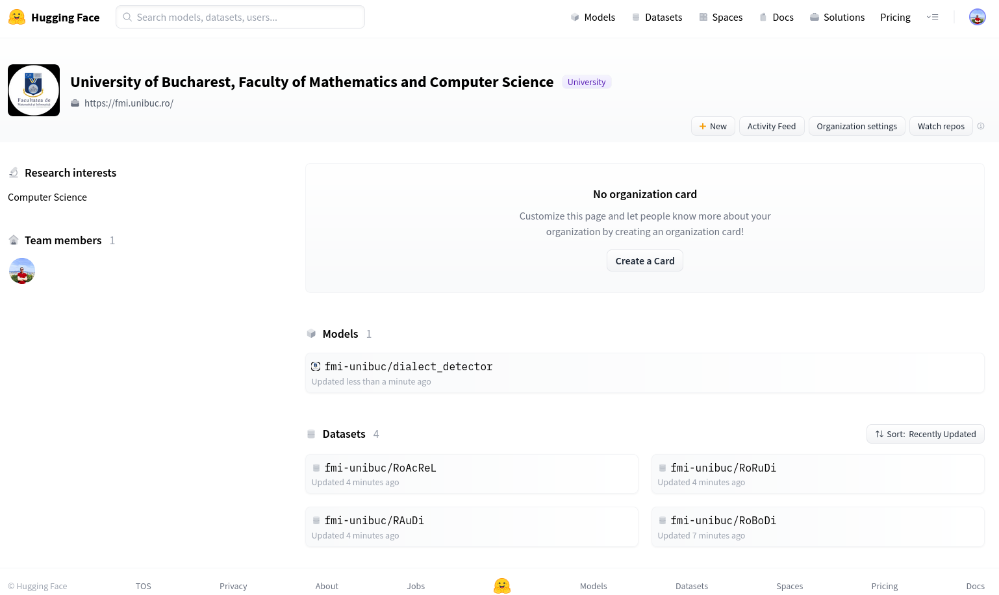 Hugging Face
Search models, datasets, users...
Models
Datasets
Spaces
Docs
Solutions
Pricing
University of Bucharest, Faculty of Mathematics and Computer Science
University
Facultatea de
https://fmi.unibuc.ro/
New
Activity Feed
Organization settings
Watch repos
Research interests
Computer Science
Team members 1
No organization card
Customize this page and let people know more about your
organization by creating an organization card!
Create a Card
Models 1
fmi-unibuc/dialect_detector
Updated less than a minute ago
Datasets 4
Sort: Recently Updated
fmi-unibuc/RoAcReL
Updated 4 minutes ago
fmi-unibuc/RoRuDi
Updated 4 minutes ago
fmi-unibuc/RAuDi
Updated 4 minutes ago
fmi-unibuc/RoBoDi
Updated 7 minutes ago
© Hugging Face
TOS
Privacy
About
Jobs
Models
Datasets
Spaces
Pricing
Docs